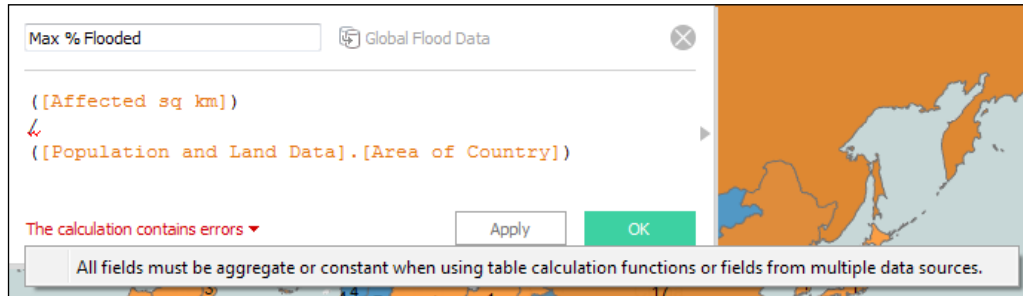 Max % Flooded
Global Flood Data
([Affected sq km])
/
([Population and Land Data].[Area of Country])
The calculation contains errors
Apply
OK
All fields must be aggregate or constant when using table calculation functions or fields from multiple data sources.